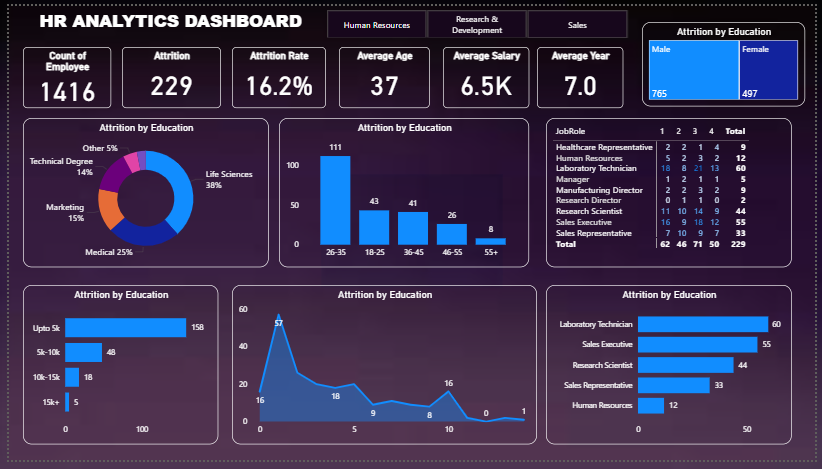 HR ANALYTICS DASHBOARD
Human Resources
Research &
Development
Sales
Count of
Employee
1416
Attrition
229
Attrition Rate
16.2%
Average Age
37
Average Salary
6.5K
Average Year
7.0
Attrition by Education
Male
765
Female
497
Attrition by Education
Other 5%
Technical Degree
14%
Marketing
15%
Medical 25%
Life Sciences
38%
Attrition by Education
100
50
0
111
43
41
26
8
26-35
18-25
36-45
46-55
55+
JobRole 1 2 3 4 Total
Healthcare Representative 2 2 1 4 9
Human Resources 5 2 3 2 12
Laboratory Technician 18 8 21 13 60
Manager 1 2 1 1 5
Manufacturing Director 2 2 3 2 9
Research Director 0 1 1 0 2
Research Scientist 11 10 14 9 44
Sales Executive 16 9 18 12 55
Sales Representative 7 10 9 7 33
Total 62 46 71 50 229
Attrition by Education
Upto 5k 158
5k-10k 48
10k-15k 18
15k+ 5
0 100
Attrition by Education
60
40
20
0
16
57
18
9
8
16
0
1
0 5 10
Attrition by Education
Laboratory Technician 60
Sales Executive 55
Research Scientist 44
Sales Representative 33
Human Resources 12
0 50